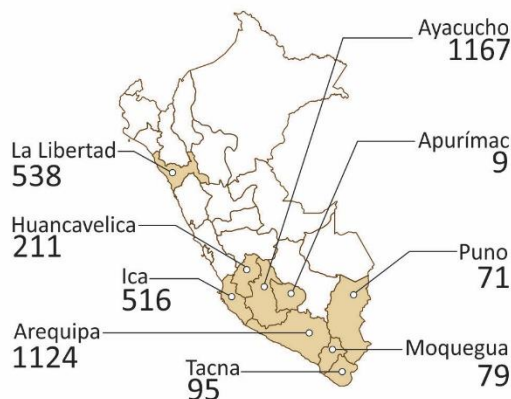 Ayacucho
1167
La Libertad
538
Apurímac
9
Huancavelica
211
Puno
71
Ica
516
Arequipa
1124
Moquegua
79
Tacna
95